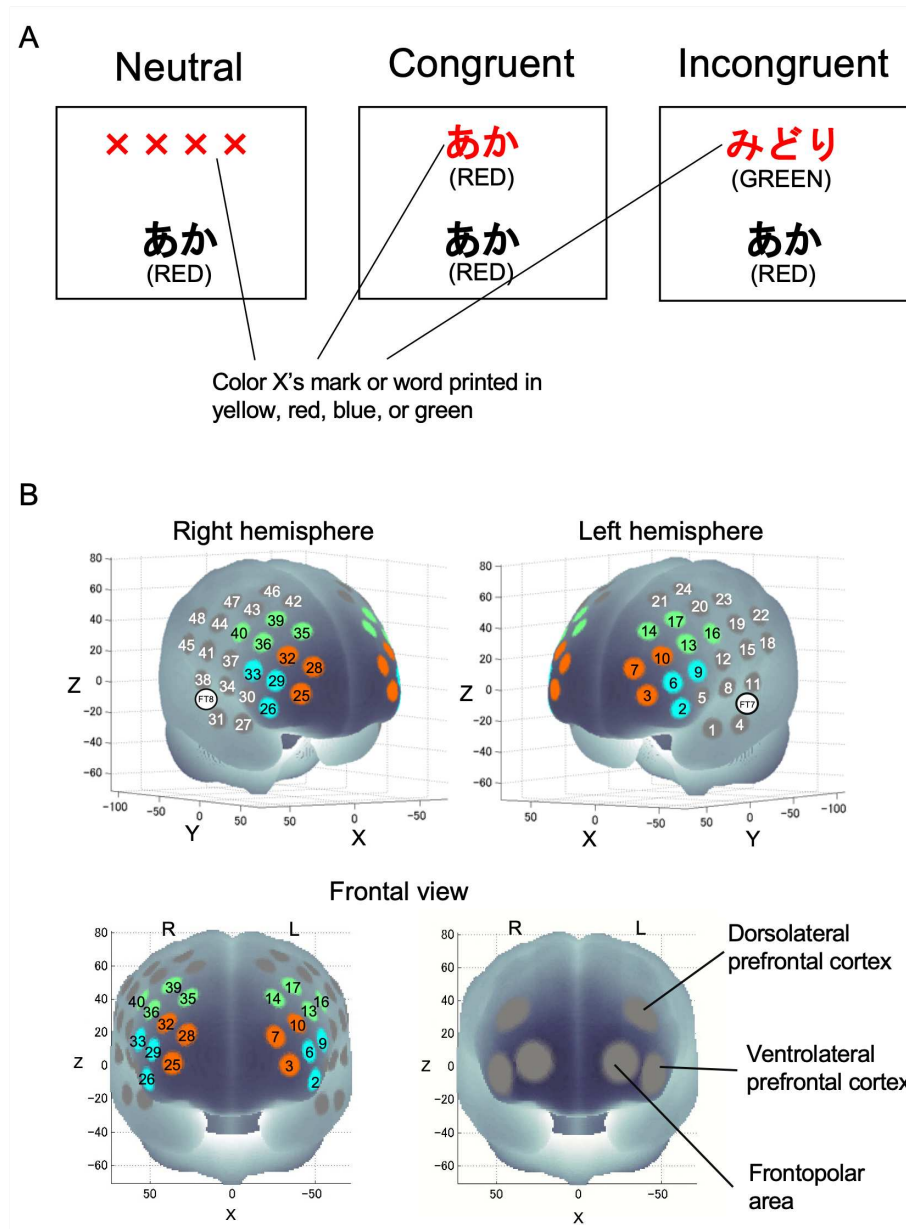 A
Neutral
Congruent
Incongruent
× × × ×
あか
(RED)
みどり
(GREEN)
あか
(RED)
あか
(RED)
あか
(RED)
Color X's mark or word printed in
yellow, red, blue, or green
B
Right hemisphere
Left hemisphere
80
60
40
20
0
−20
−40
−60
Z
−100
−50
0
50
Y
50
0
−50
X
46
47
43
42
48
44
39
40
35
45
36
41
37
32
28
33
38
29
34
30
25
FT8
26
31
27
80
60
40
20
0
−20
−40
−60
Z
50
0
−50
X
50
0
−50
−100
Y
24
21
23
20
22
17
19
14
16
18
13
15
10
12
7
9
6
8
11
3
5
FT7
2
4
1
Frontal view
R
L
80
60
40
20
0
−20
−40
−60
Z
50
0
−50
X
39
17
40
35
14
16
36
13
32
10
28
7
33
9
29
6
25
3
26
2
R
L
80
60
40
20
0
−20
−40
−60
Z
50
0
−50
X
Dorsolateral
prefrontal cortex
Ventrolateral
prefrontal cortex
Frontopolar
area